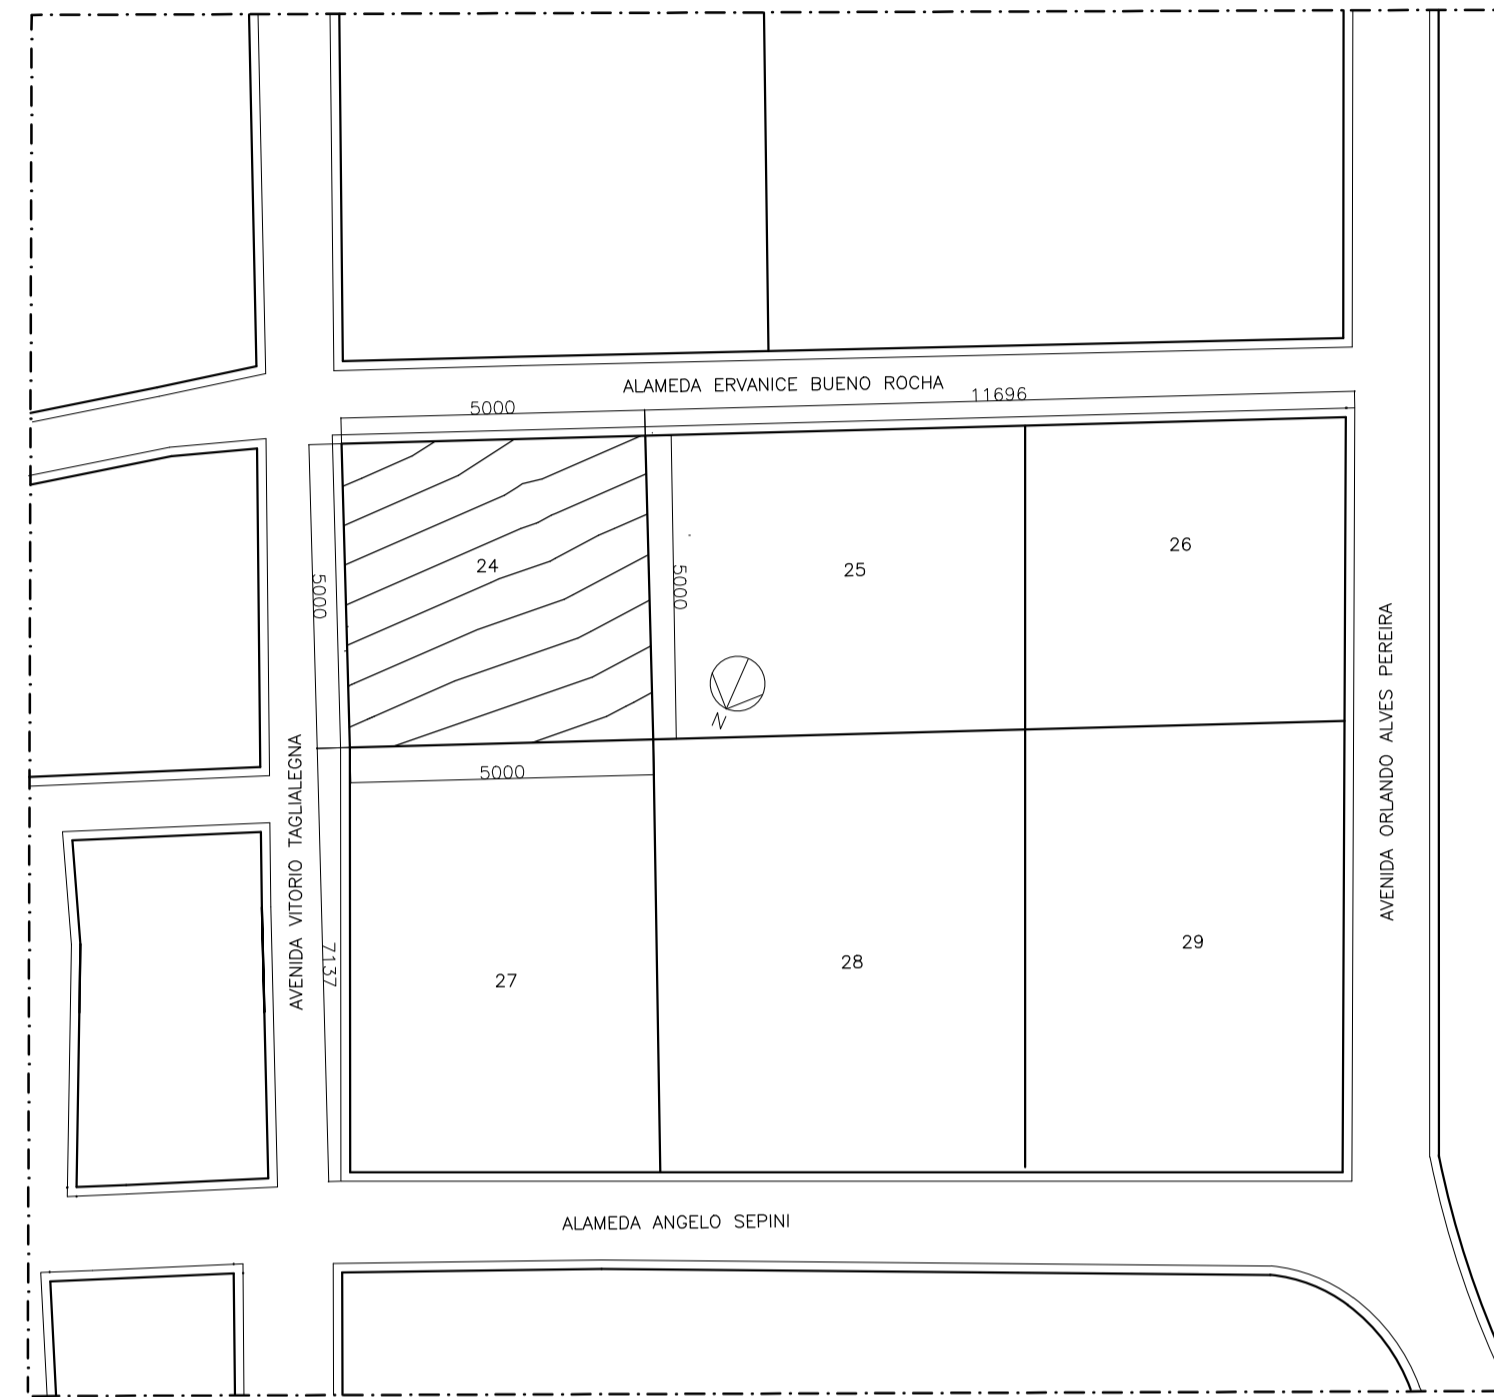 ALAMEDA ERVANICE BUENO ROCHA
5000
11696
24
25
26
5000
5000
N
5000
AVENIDA VITORIO TAGLIALEGNA
AVENIDA ORLANDO ALVES PEREIRA
7137
27
28
29
ALAMEDA ANGELO SEPINI